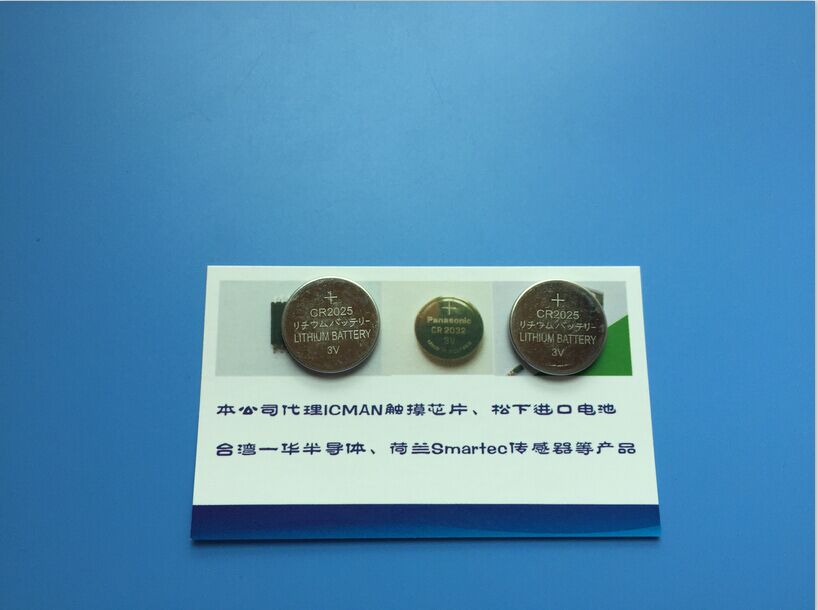 +
CR2025
リチウムバッテリー
LITHIUM BATTERY
3V
+
Panasonic
CR2032
3V
+
CR2025
リチウムバッテリー
LITHIUM BATTERY
3V
本公司代理ICMAN触摸芯片、松下进口电池
台湾一华半导体、荷兰Smartec传感器等产品